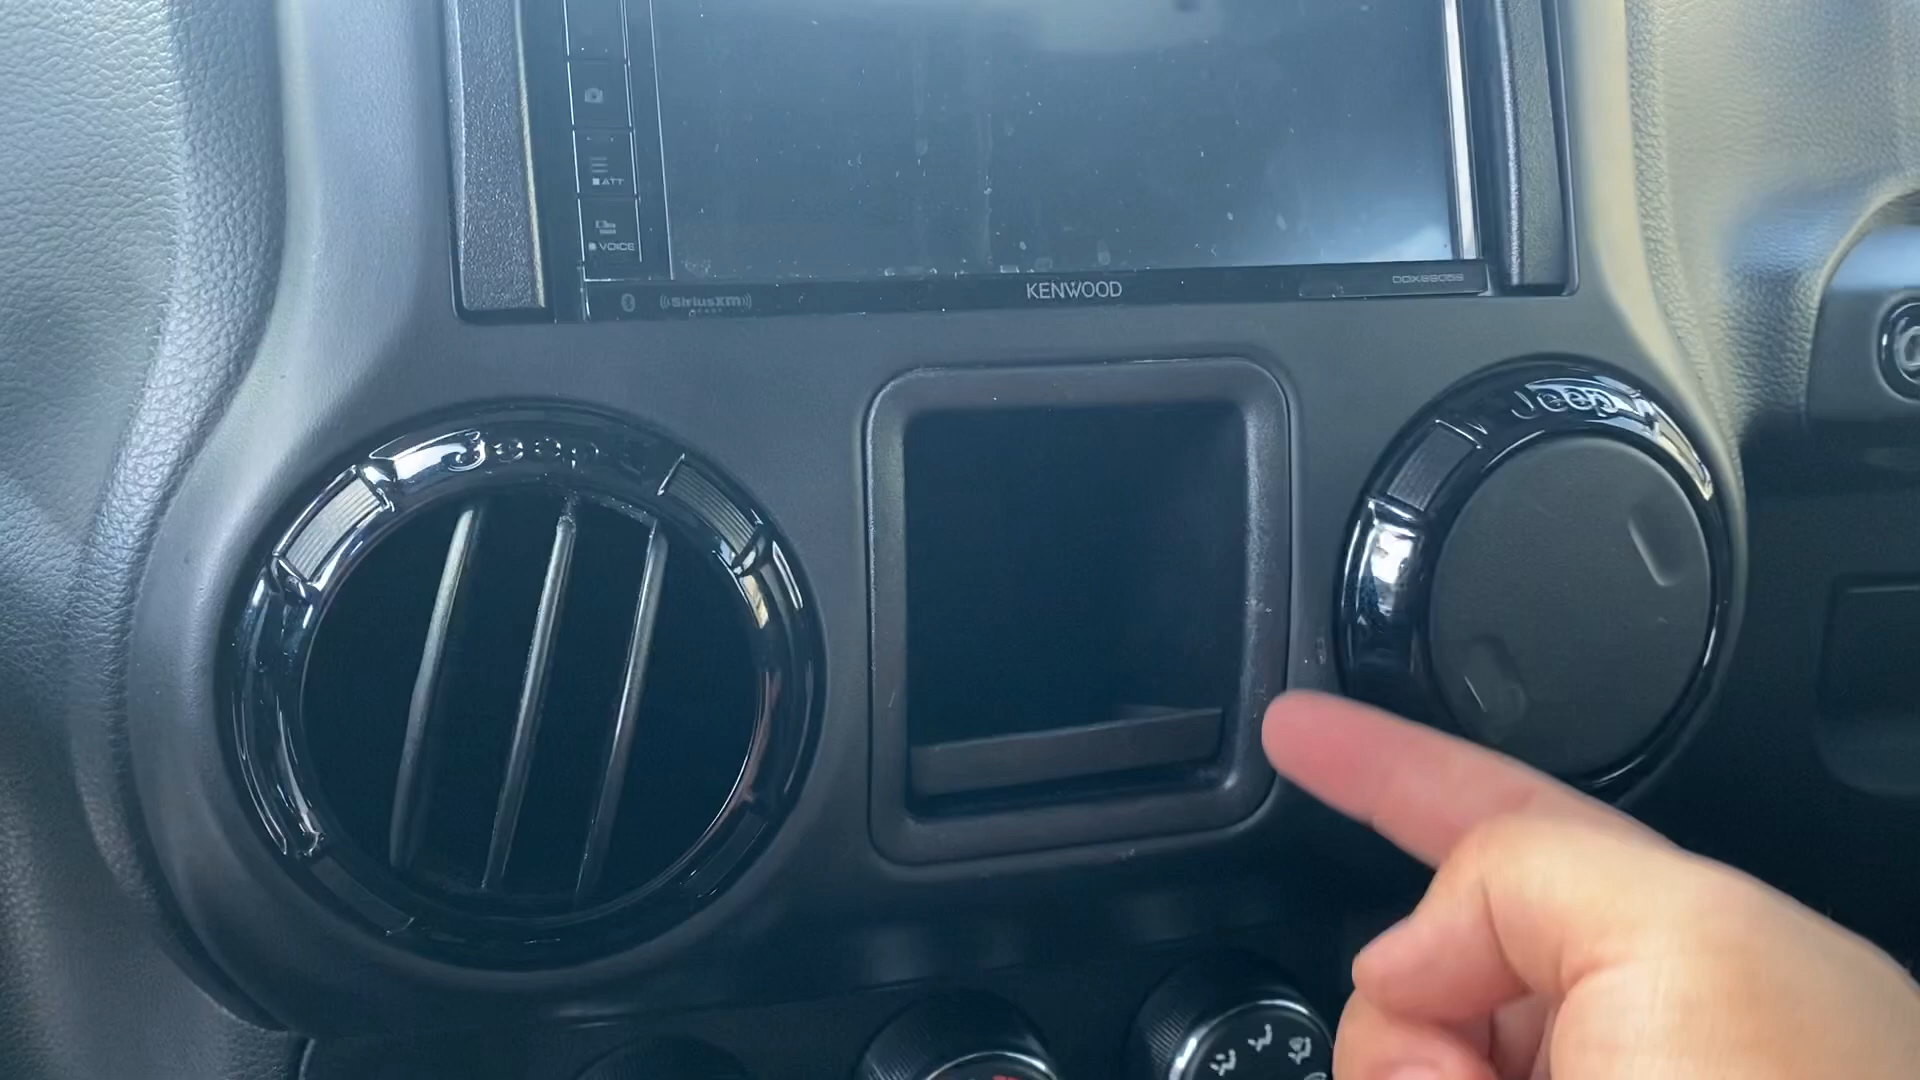 ATT
VOICE
((SiriusXM))
KENWOOD
Jeep
Jeep